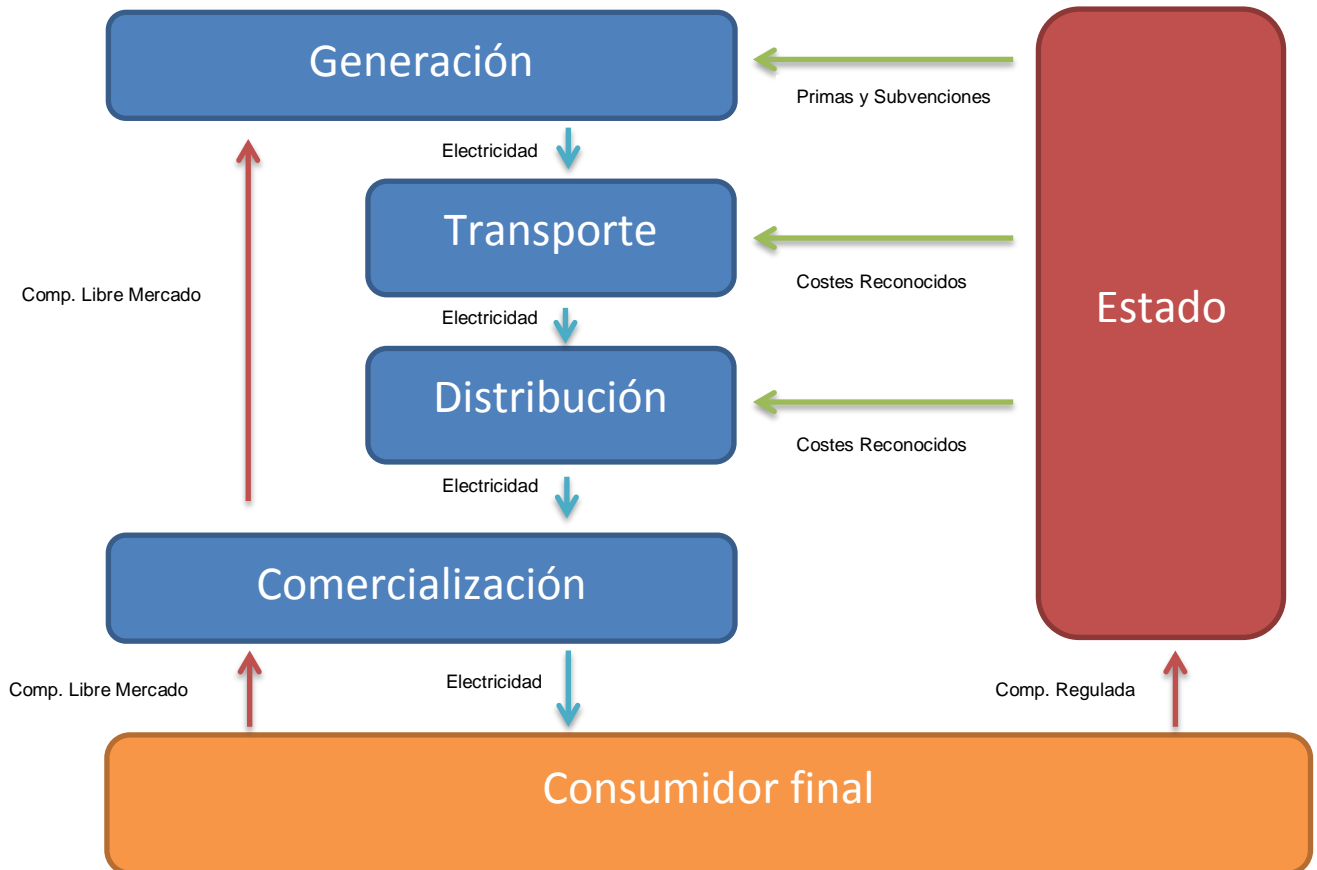 Generación
Primas y Subvenciones
Electricidad
Transporte
Costes Reconocidos
Comp. Libre Mercado
Estado
Electricidad
Distribución
Costes Reconocidos
Electricidad
Comercialización
Comp. Libre Mercado
Electricidad
Comp. Regulada
Consumidor final